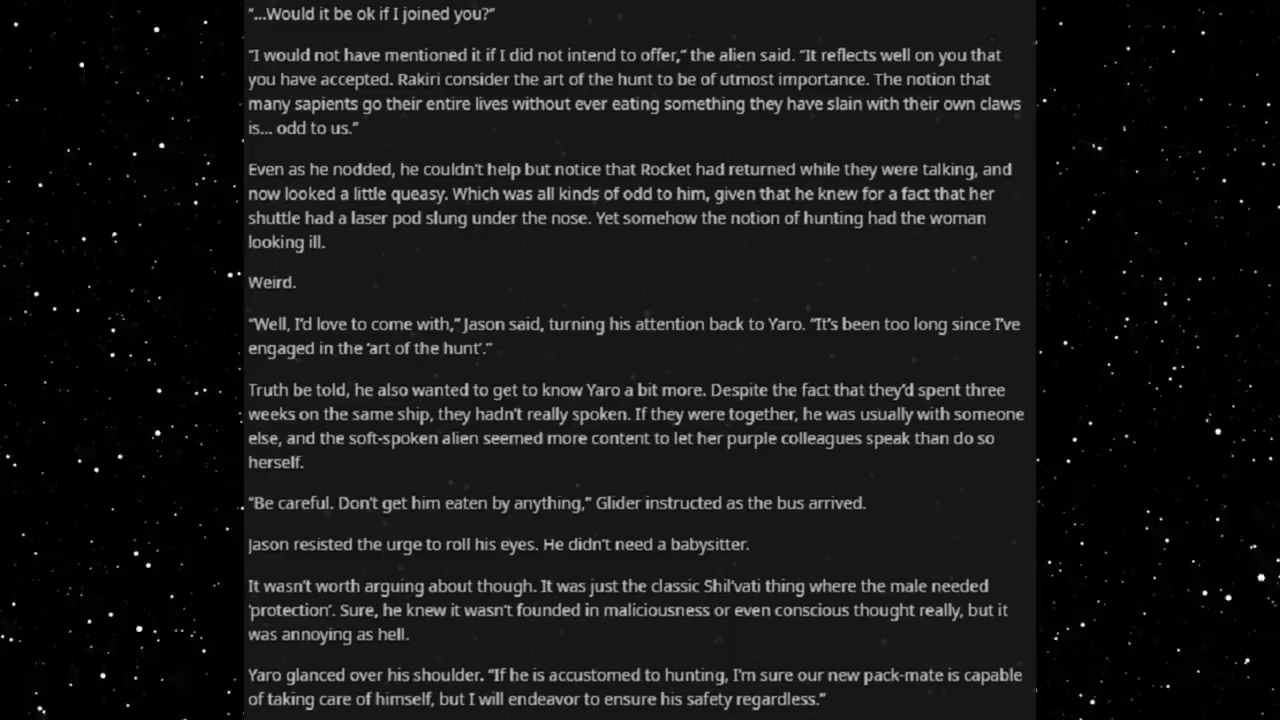 “...Would it be ok if I joined you?”
“I would not have mentioned it if I did not intend to offer,” the alien said. “It reflects well on you that
you have accepted. Rakiri consider the art of the hunt to be of utmost importance. The notion that
many sapients go their entire lives without ever eating something they have slain with their own claws
is... odd to us.”
Even as he nodded, he couldn’t help but notice that Rocket had returned while they were talking, and
now looked a little queasy. Which was all kinds of odd to him, given that he knew for a fact that her
shuttle had a laser pod slung under the nose. Yet somehow the notion of hunting had the woman
looking ill.
Weird.
“Well, I’d love to come with,” Jason said, turning his attention back to Yaro. “It’s been too long since I’ve
engaged in the ‘art of the hunt’.”
Truth be told, he also wanted to get to know Yaro a bit more. Despite the fact that they’d spent three
weeks on the same ship, they hadn’t really spoken. If they were together, he was usually with someone
else, and the soft-spoken alien seemed more content to let her purple colleagues speak than do so
herself.
“Be careful. Don’t get him eaten by anything,” Glider instructed as the bus arrived.
Jason resisted the urge to roll his eyes. He didn’t need a babysitter.
It wasn’t worth arguing about though. It was just the classic Shil’vati thing where the male needed
‘protection’. Sure, he knew it wasn’t founded in maliciousness or even conscious thought really, but it
was annoying as hell.
Yaro glanced over his shoulder. “If he is accustomed to hunting, I’m sure our new pack-mate is capable
of taking care of himself, but I will endeavor to ensure his safety regardless.”